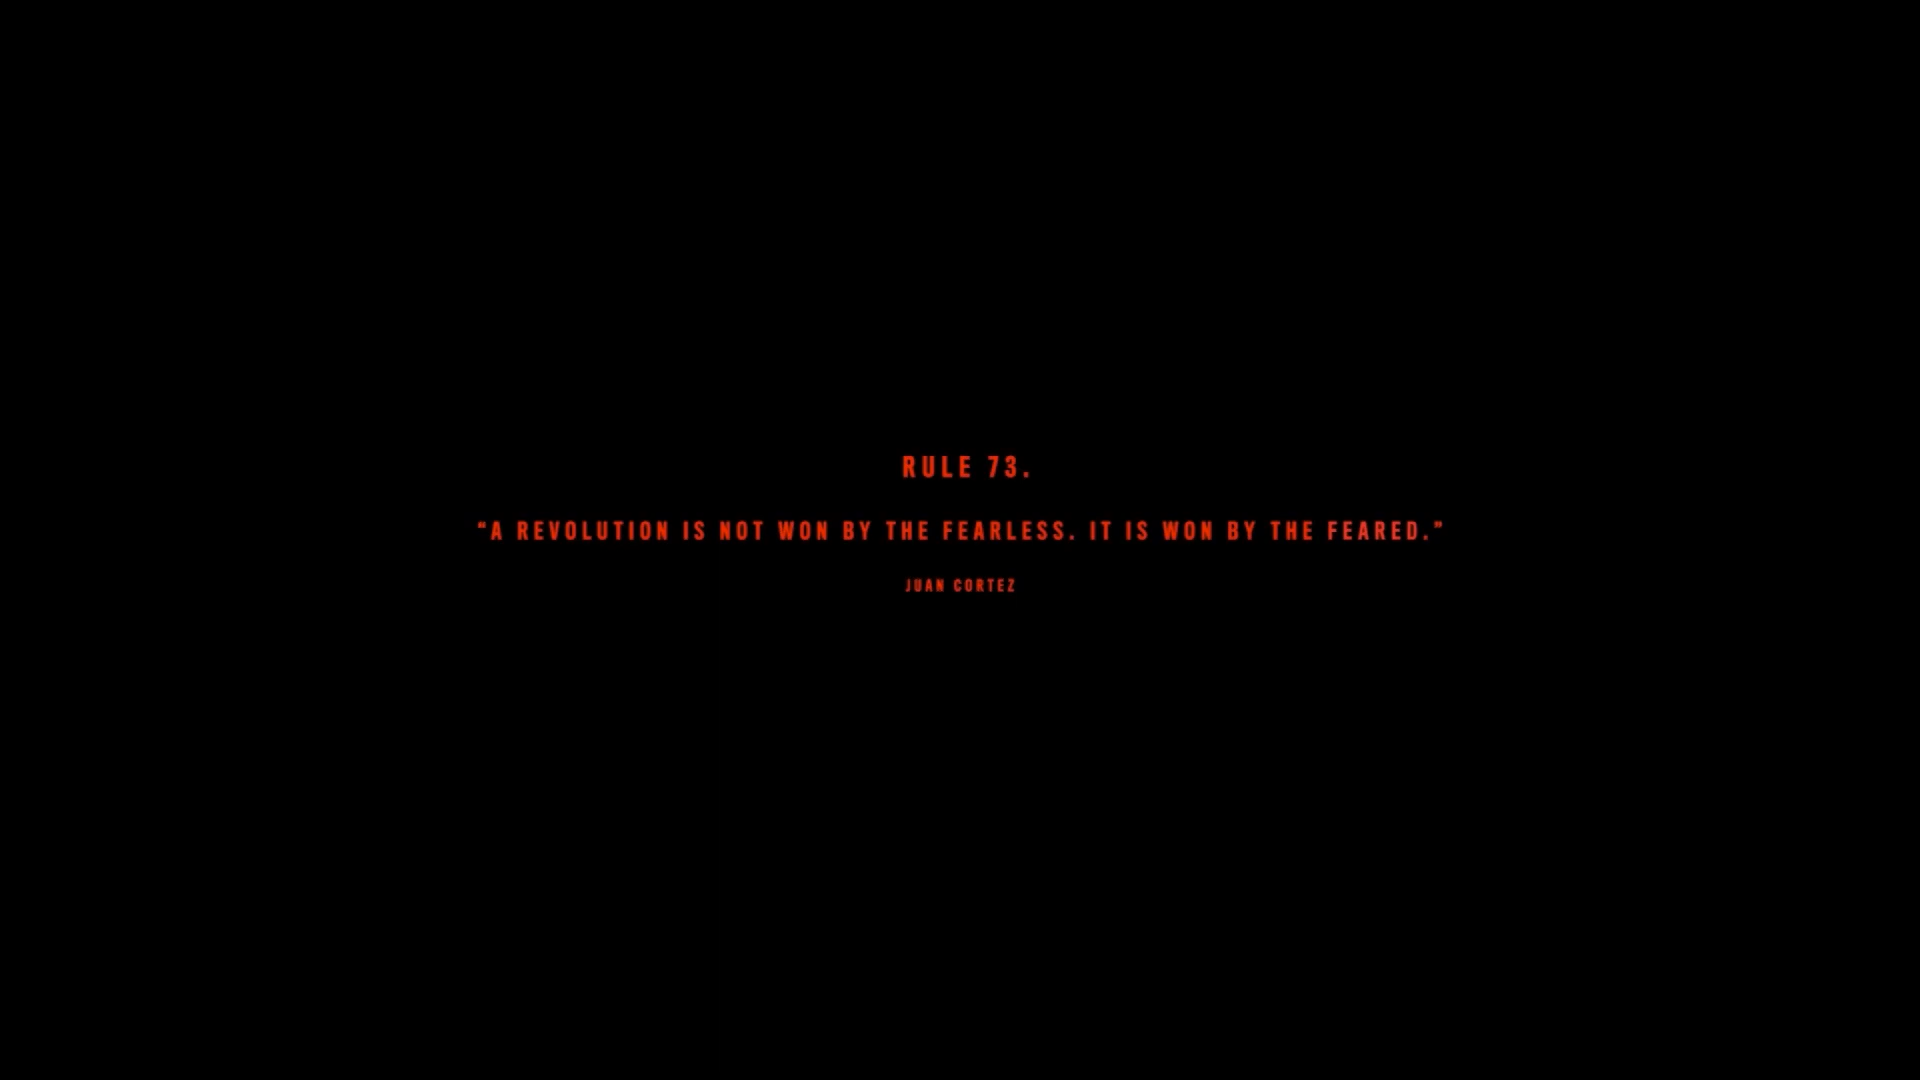 RULE 73.
“A REVOLUTION IS NOT WON BY THE FEARLESS. IT IS WON BY THE FEARED.”
JUAN CORTEZ